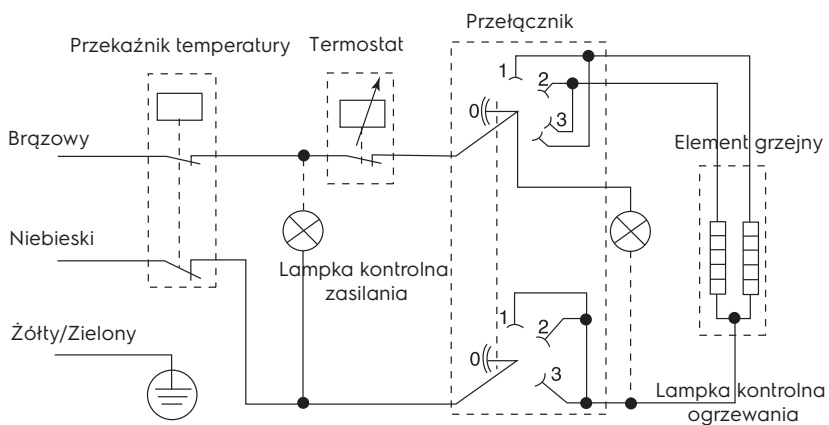 Przełącznik
Przekaźnik temperatury
Termostat
1
2
0
3
Brązowy
Element grzejny
Niebieski
Lampka kontrolna
zasilania
1
2
0
3
Żółty/Zielony
Lampka kontrolna
ogrzewania